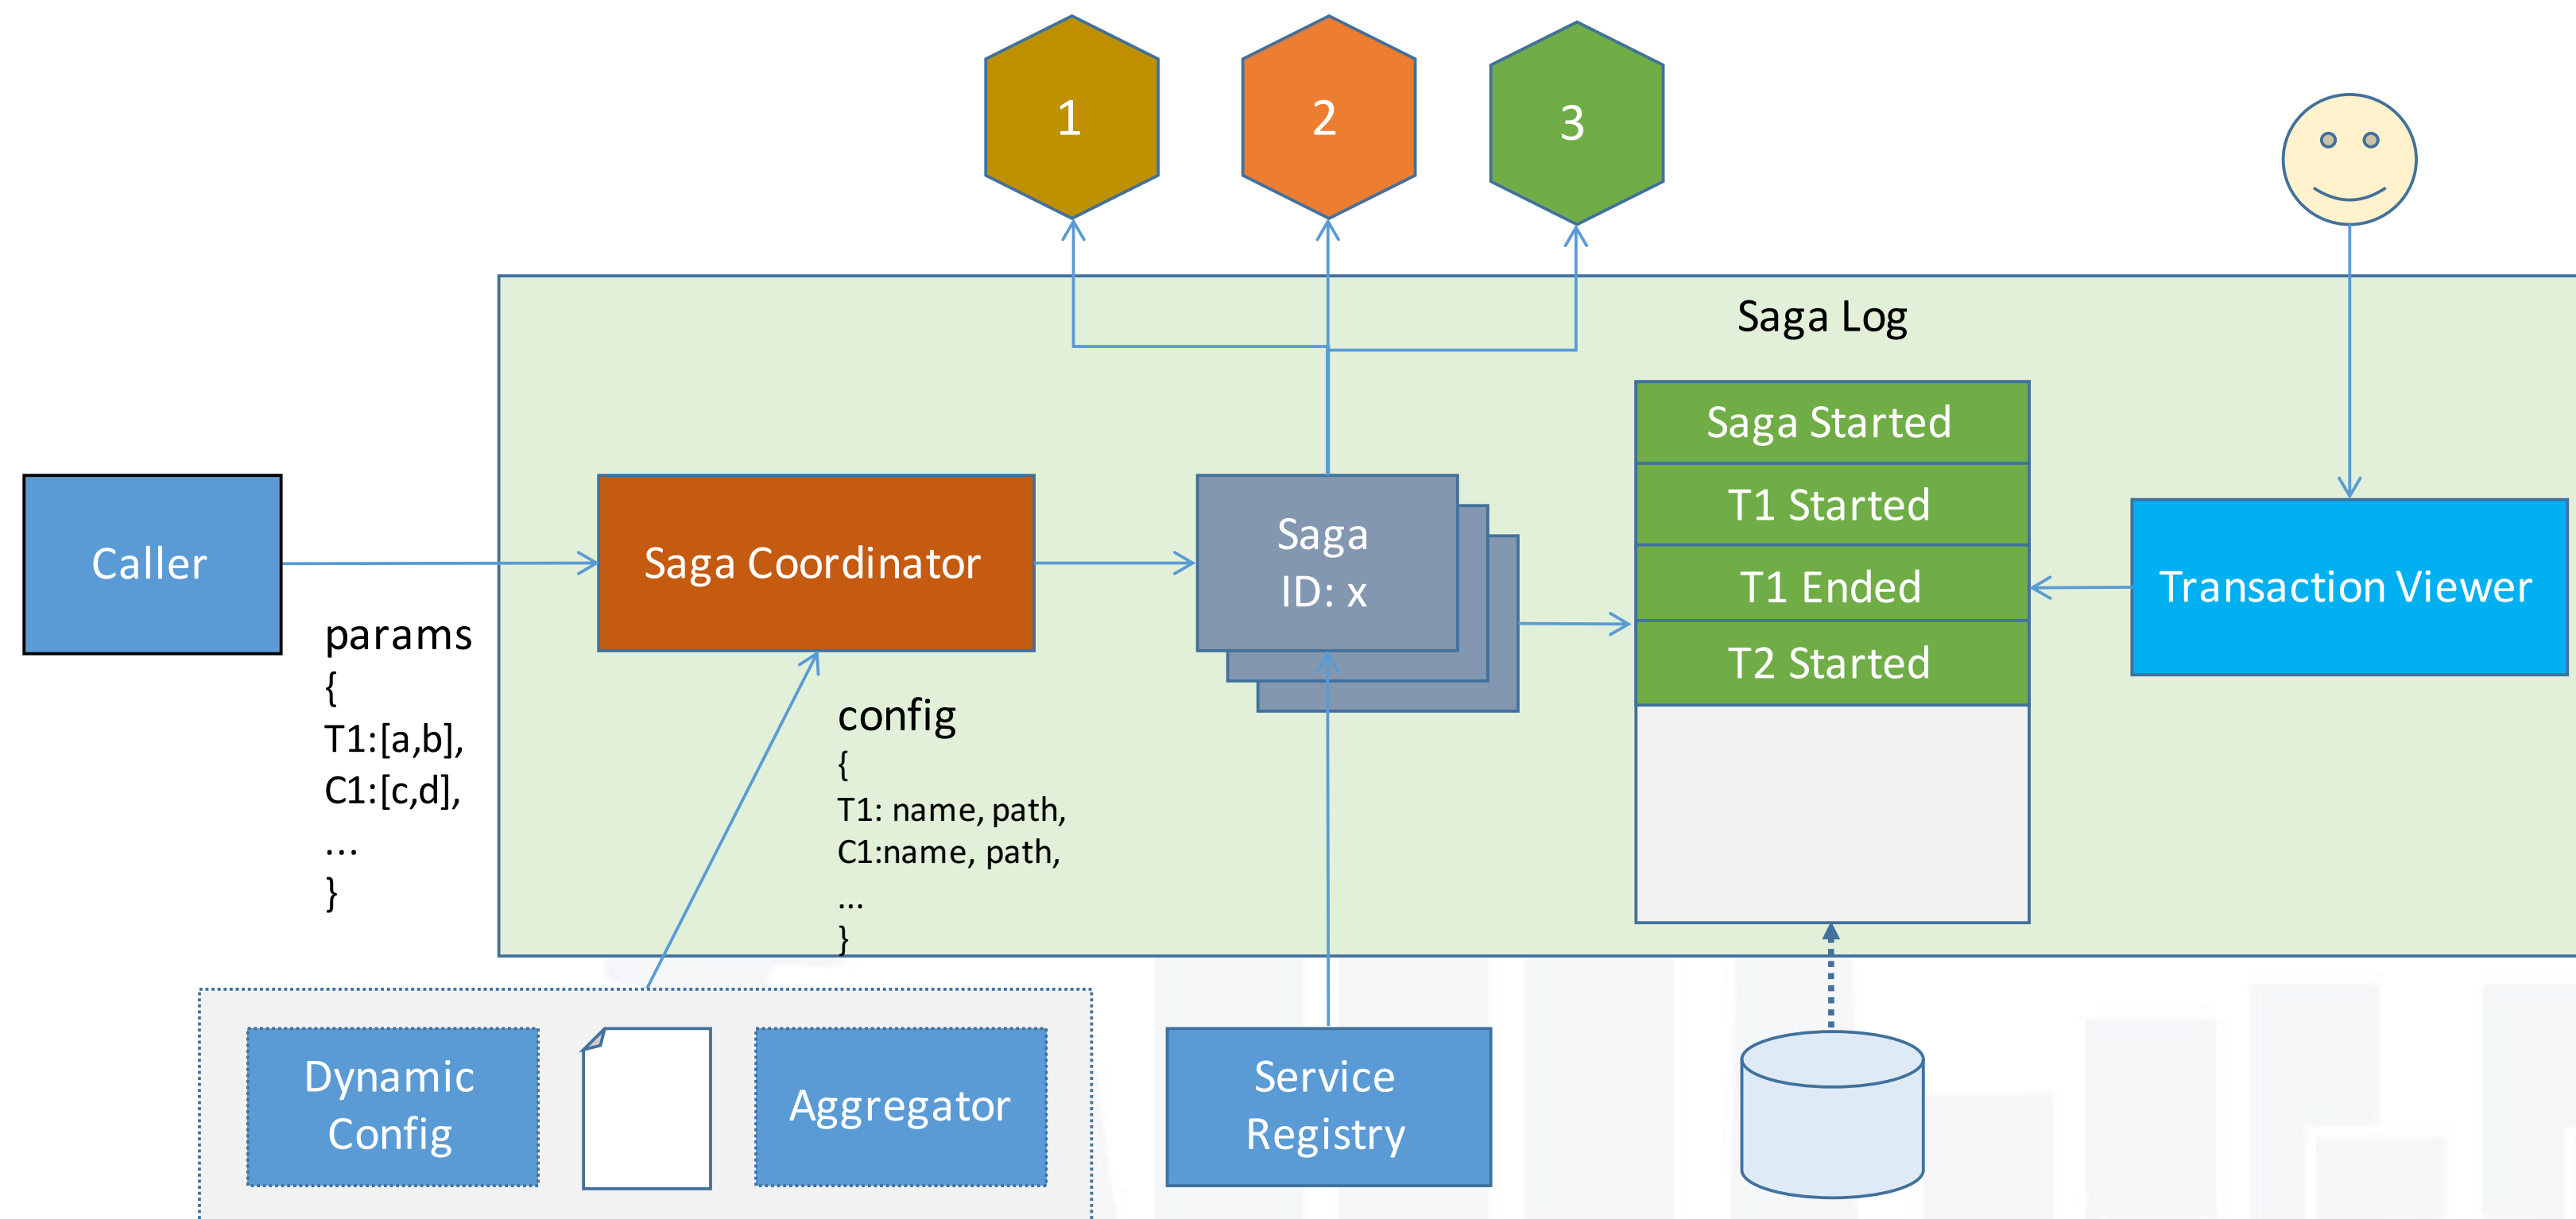 1
2
3
Saga Log
Saga Started
T1 Started
T1 Ended
T2 Started
Caller
Saga Coordinator
Saga
ID: x
Transaction Viewer
params
{
T1:[a,b],
C1:[c,d],
...
}
config
{
T1: name, path,
C1:name, path,
...
}
Dynamic
Config
Aggregator
Service
Registry